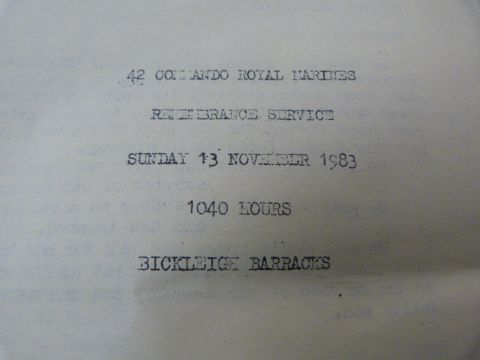 42 COMMANDO ROYAL MARINES
REMEMBRANCE SERVICE
SUNDAY 13 NOVEMBER 1983
1040 HOURS
BICKLEIGH BARRACKS